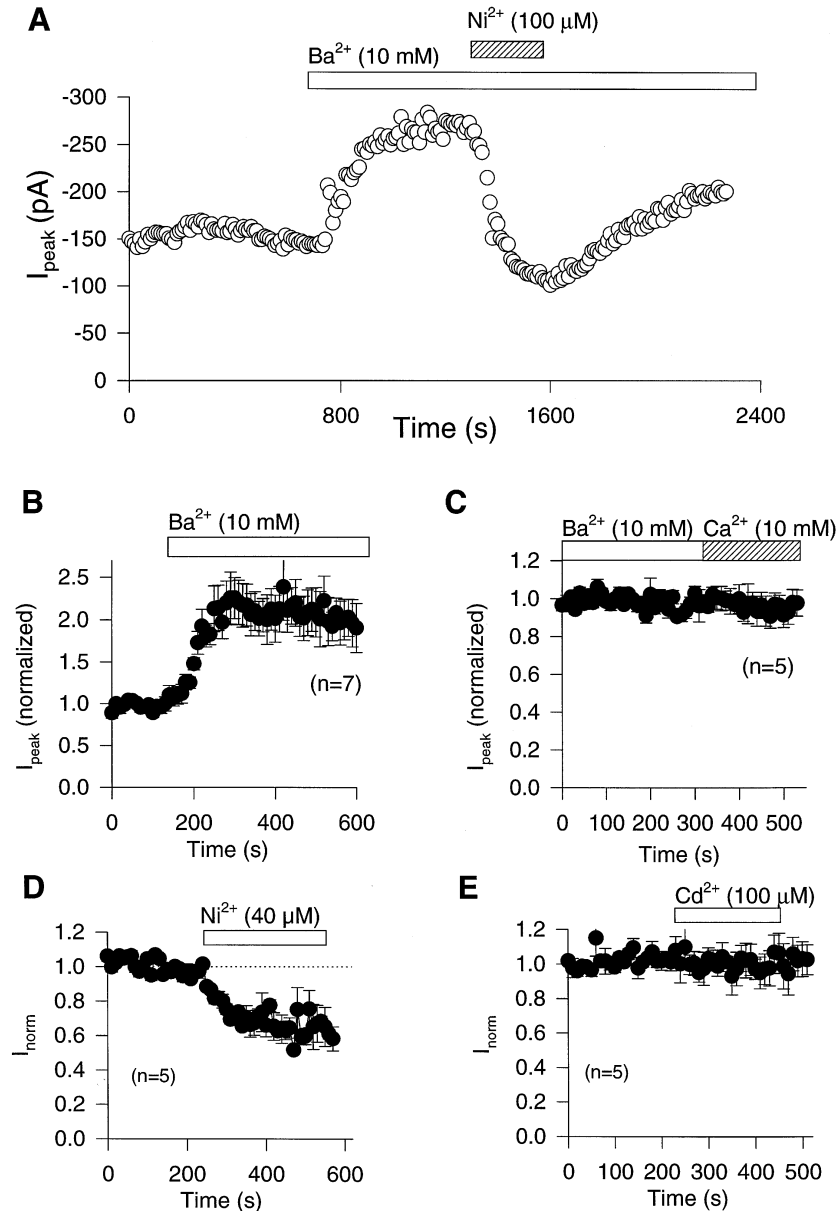 A
Ni2+ (100 µM)
Ba2+ (10 mM)
-300
-250
-200
-150
-100
-50
0
Ipeak (pA)
0 800 1600 2400
Time (s)
B
Ba2+ (10 mM)
2.5
2.0
1.5
1.0
0.5
0.0
Ipeak (normalized)
(n=7)
0 200 400 600
Time (s)
C
Ba2+ (10 mM) Ca2+ (10 mM)
1.2
1.0
0.8
0.6
0.4
0.2
0.0
Ipeak (normalized)
(n=5)
0 100 200 300 400 500
Time (s)
D
Ni2+ (40 µM)
1.2
1.0
0.8
0.6
0.4
0.2
0.0
Inorm
(n=5)
0 200 400 600
Time (s)
E
Cd2+ (100 µM)
1.2
1.0
0.8
0.6
0.4
0.2
0.0
Inorm
(n=5)
0 100 200 300 400 500
Time (s)